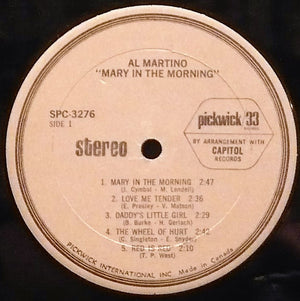 AL MARTINO
"MARY IN THE MORNING"
SPC-3276
SIDE 1
stereo
pickwick 33
RECORDS
BY ARRANGEMENT WITH
CAPITOL
RECORDS
1. MARY IN THE MORNING 2:47
(J. Cymbal - M. Lendell)
2. LOVE ME TENDER 2:36
(E. Presley - V. Matson)
3. DADDY'S LITTLE GIRL 2:29
(B. Burke - H. Gerlach)
4. THE WHEEL OF HURT 2:42
(C. Singleton - E. Snyder)
5. RED IS RED 2:10
(T. P. West)
PICKWICK INTERNATIONAL INC. Made in Canada